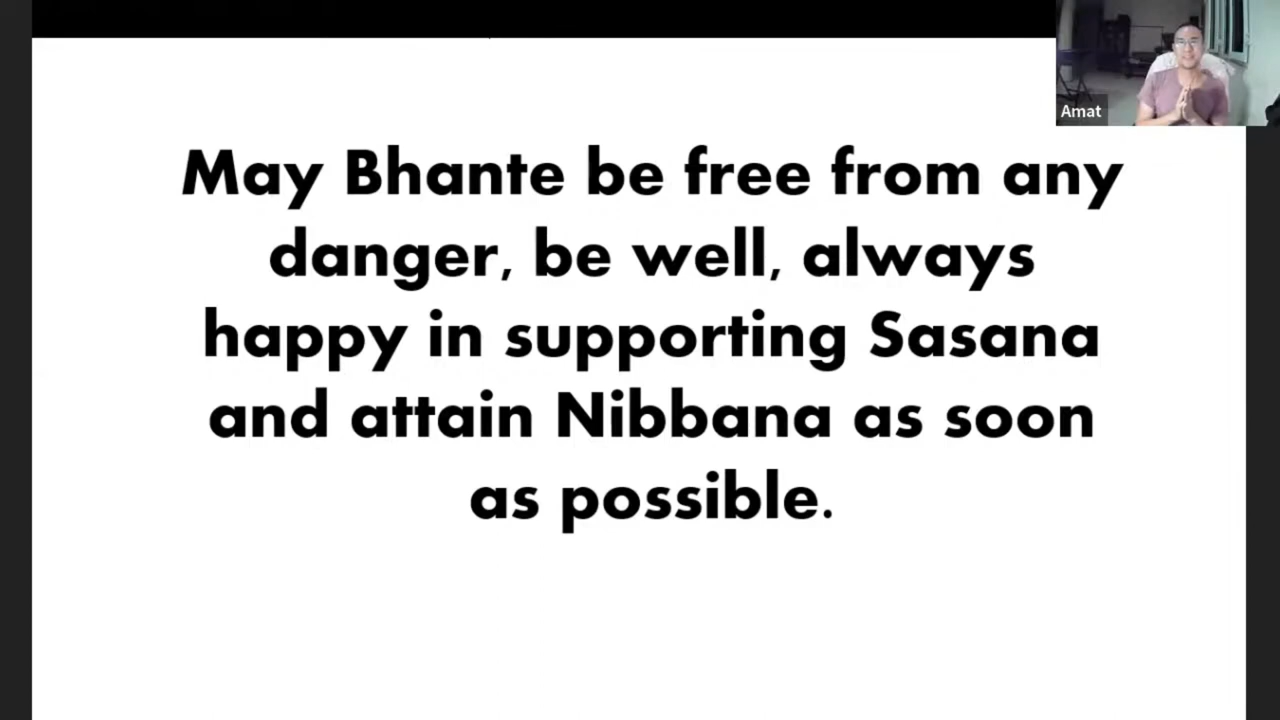 Amat
May Bhante be free from any
danger, be well, always
happy in supporting Sasana
and attain Nibbana as soon
as possible.